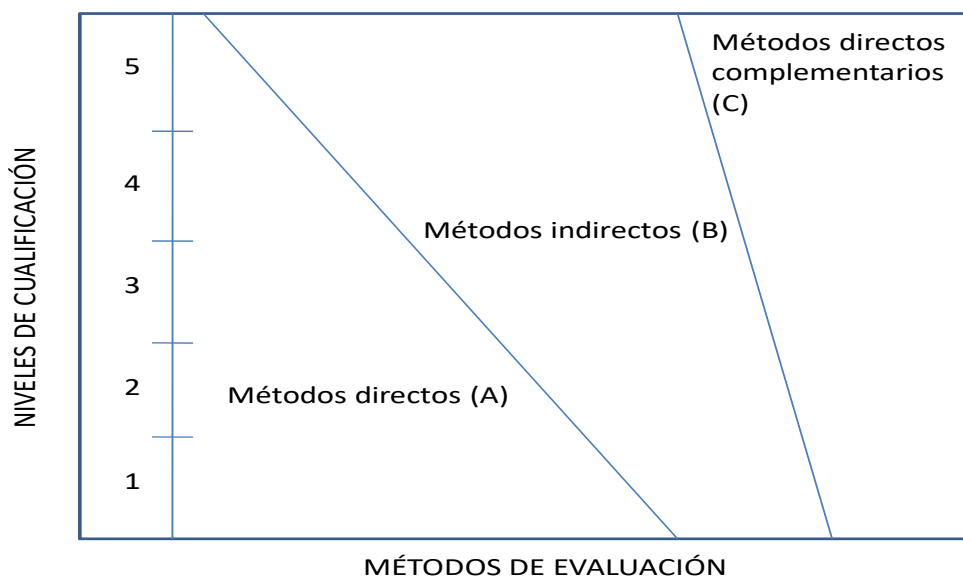 Métodos directos
complementarios
(C)
5
4
Métodos indirectos (B)
3
2
Métodos directos (A)
1
NIVELES DE CUALIFICACIÓN
MÉTODOS DE EVALUACIÓN